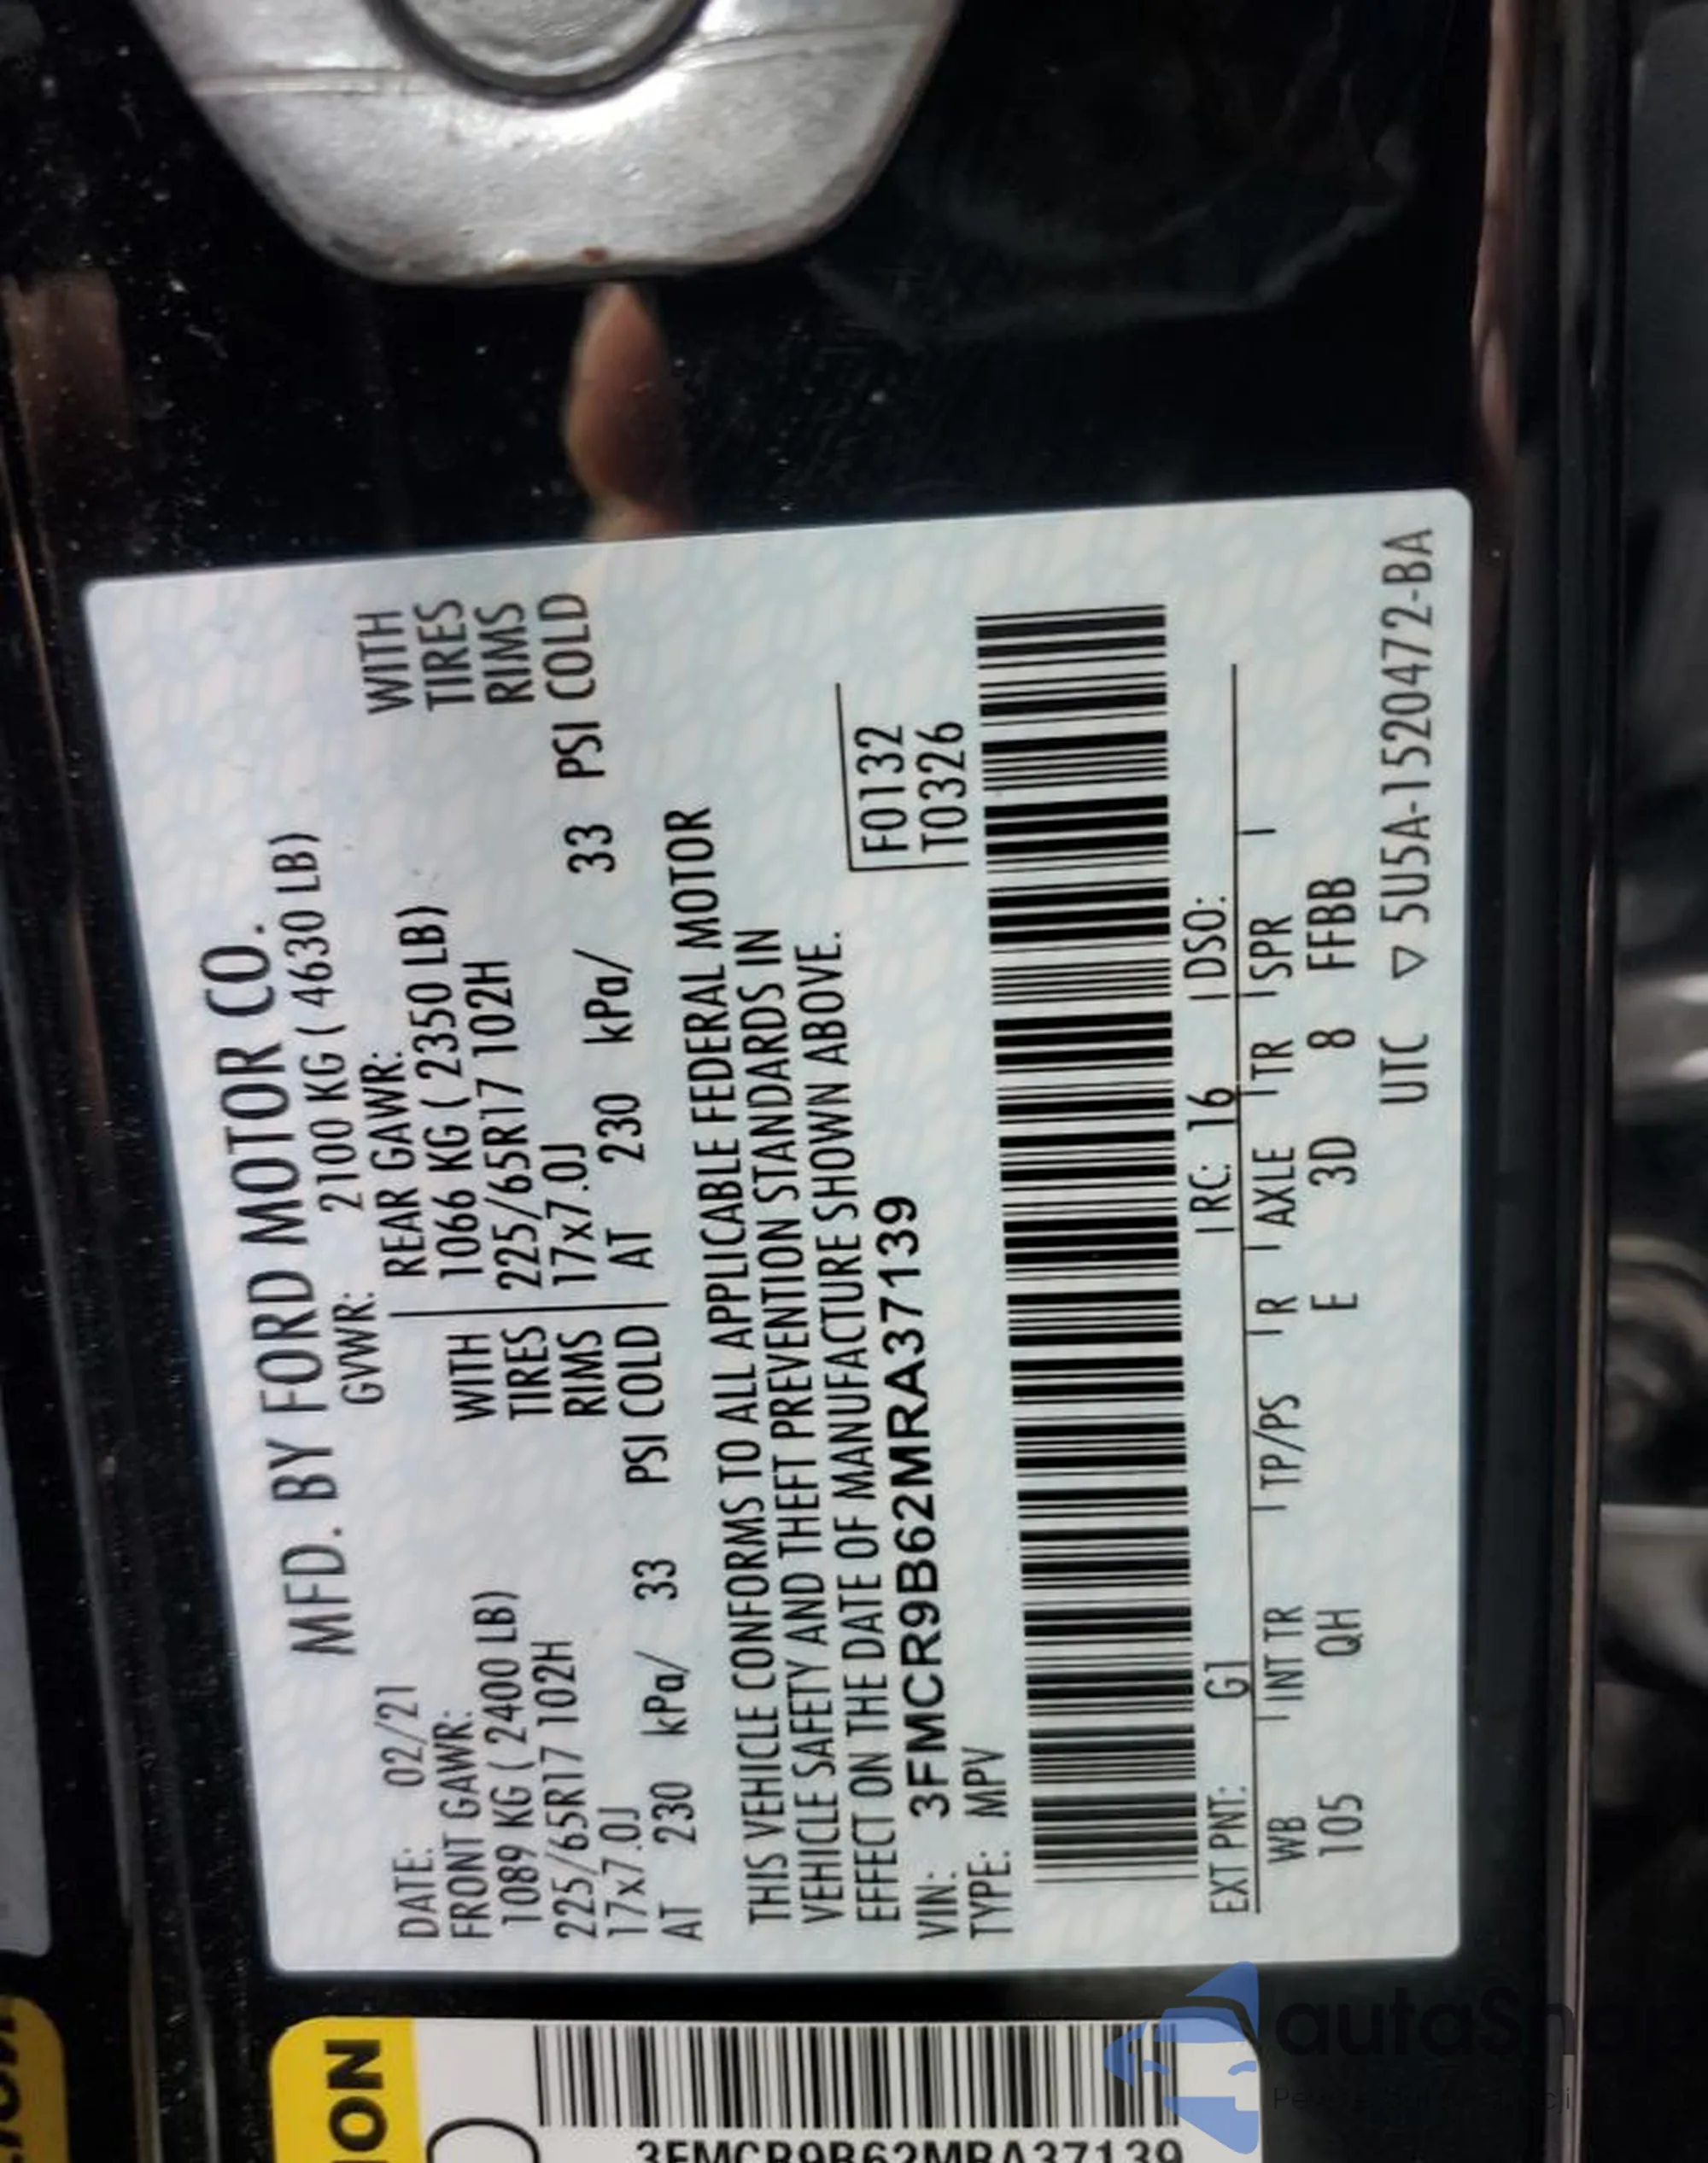 MFD. BY FORD MOTOR CO.
DATE: 02/21 GVWR: 2100 KG ( 4630 LB)
FRONT GAWR: REAR GAWR:
1089 KG ( 2400 LB) WITH 1066 KG ( 2350 LB) WITH
225/65R17 102H TIRES 225/65R17 102H TIRES
17x7.0J RIMS 17x7.0J RIMS
AT 230 kPa/ 33 PSI COLD AT 230 kPa/ 33 PSI COLD
THIS VEHICLE CONFORMS TO ALL APPLICABLE FEDERAL MOTOR
VEHICLE SAFETY AND THEFT PREVENTION STANDARDS IN
EFFECT ON THE DATE OF MANUFACTURE SHOWN ABOVE.
VIN: 3FMCR9B62MRA37139 F0132
TYPE: MPV T0326
EXT PNT: G1 RC: 16 DSO:
WB INT TR TP/PS R AXLE TR SPR
105 QH E 3D 8 FFBB
UTC ▽ 5U5A-1520472-BA
3FMCR9B62MRA37139